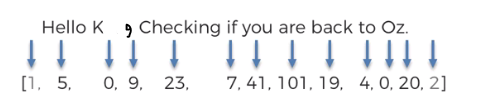 Hello K , Checking if you are back to Oz.
[1, 5, 0, 9, 23, 7, 41, 101, 19, 4, 0, 20, 2]